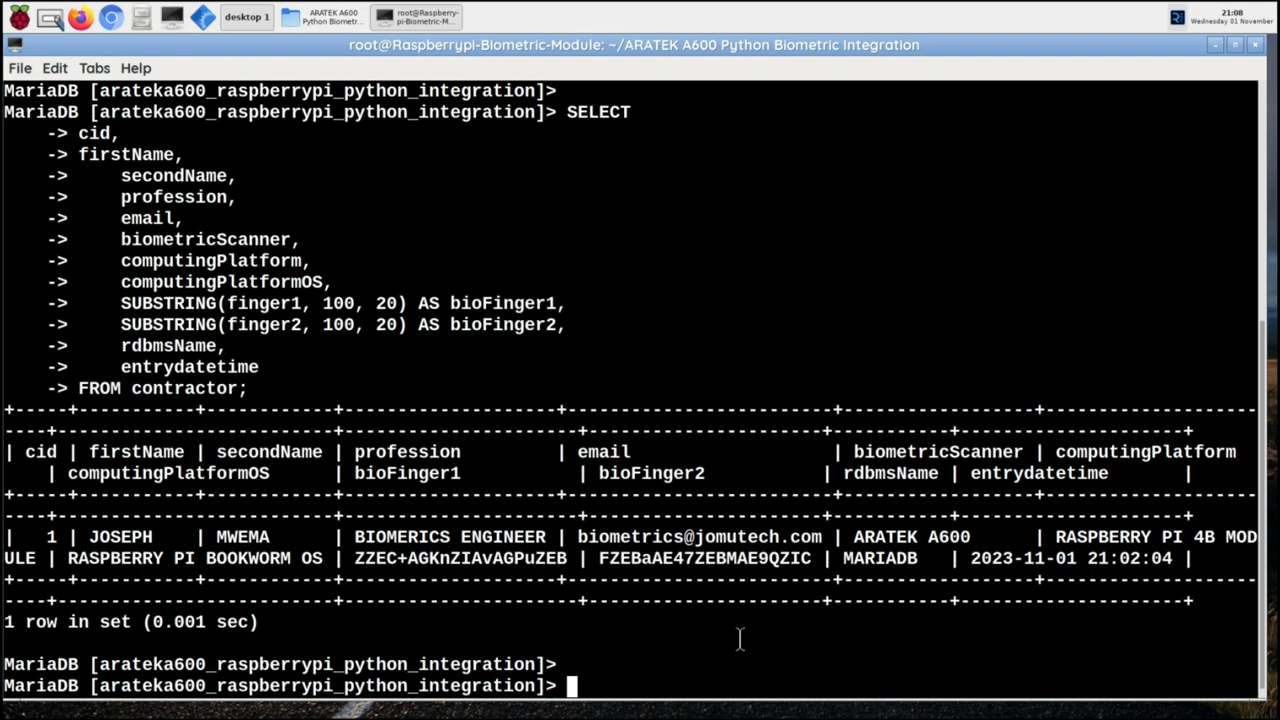 desktop 1
ARATEK A600
Python Biometr...
root@Raspberry-
pi-Biometric-M...
21:08
Wednesday 01 November
root@Raspberrypi-Biometric-Module: ~/ARATEK A600 Python Biometric Integration
File Edit Tabs Help
MariaDB [arateka600_raspberrypi_python_integration]>
MariaDB [arateka600_raspberrypi_python_integration]> SELECT
    -> cid,
    -> firstName,
    ->     secondName,
    ->     profession,
    ->     email,
    ->     biometricScanner,
    ->     computingPlatform,
    ->     computingPlatformOS,
    ->     SUBSTRING(finger1, 100, 20) AS bioFinger1,
    ->     SUBSTRING(finger2, 100, 20) AS bioFinger2,
    ->     rdbmsName,
    ->     entrydatetime
    -> FROM contractor;
+-----+-----------+------------+--------------------+-------------------------+------------------+--------------------
----+--------------------------+----------------------+----------------------+-----------+---------------------+
| cid | firstName | secondName | profession         | email                   | biometricScanner | computingPlatform
    | computingPlatformOS      | bioFinger1           | bioFinger2           | rdbmsName | entrydatetime       |
+-----+-----------+------------+--------------------+-------------------------+------------------+--------------------
----+--------------------------+----------------------+----------------------+-----------+---------------------+
|   1 | JOSEPH    | MWEMA      | BIOMERICS ENGINEER | biometrics@jomutech.com | ARATEK A600      | RASPBERRY PI 4B MOD
ULE | RASPBERRY PI BOOKWORM OS | ZZEC+AGKnZIAvAGPuZEB | FZEBaAE47ZEBMAE9QZIC | MARIADB   | 2023-11-01 21:02:04 |
+-----+-----------+------------+--------------------+-------------------------+------------------+--------------------
----+--------------------------+----------------------+----------------------+-----------+---------------------+
1 row in set (0.001 sec)
MariaDB [arateka600_raspberrypi_python_integration]>
MariaDB [arateka600_raspberrypi_python_integration]>